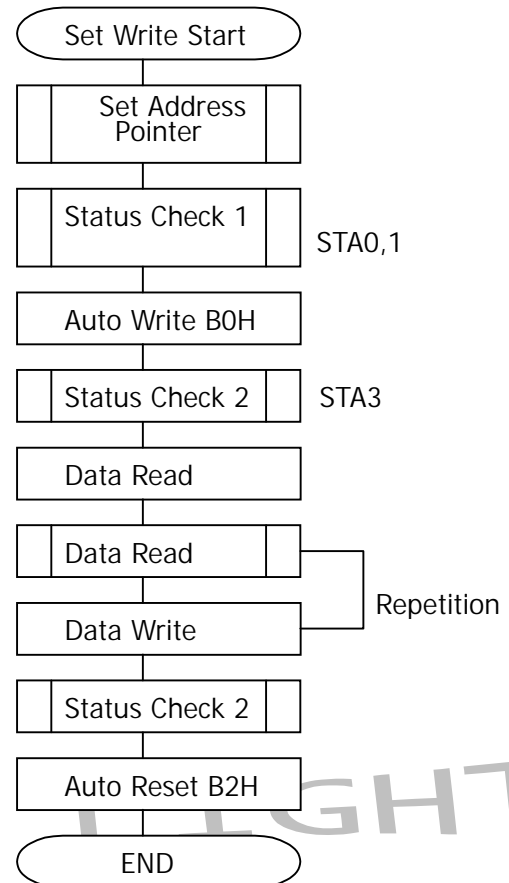 Set Write Start
Set Address
Pointer
Status Check 1
STA0,1
Auto Write B0H
Status Check 2
STA3
Data Read
Data Read
Repetition
Data Write
Status Check 2
Auto Reset B2H
END